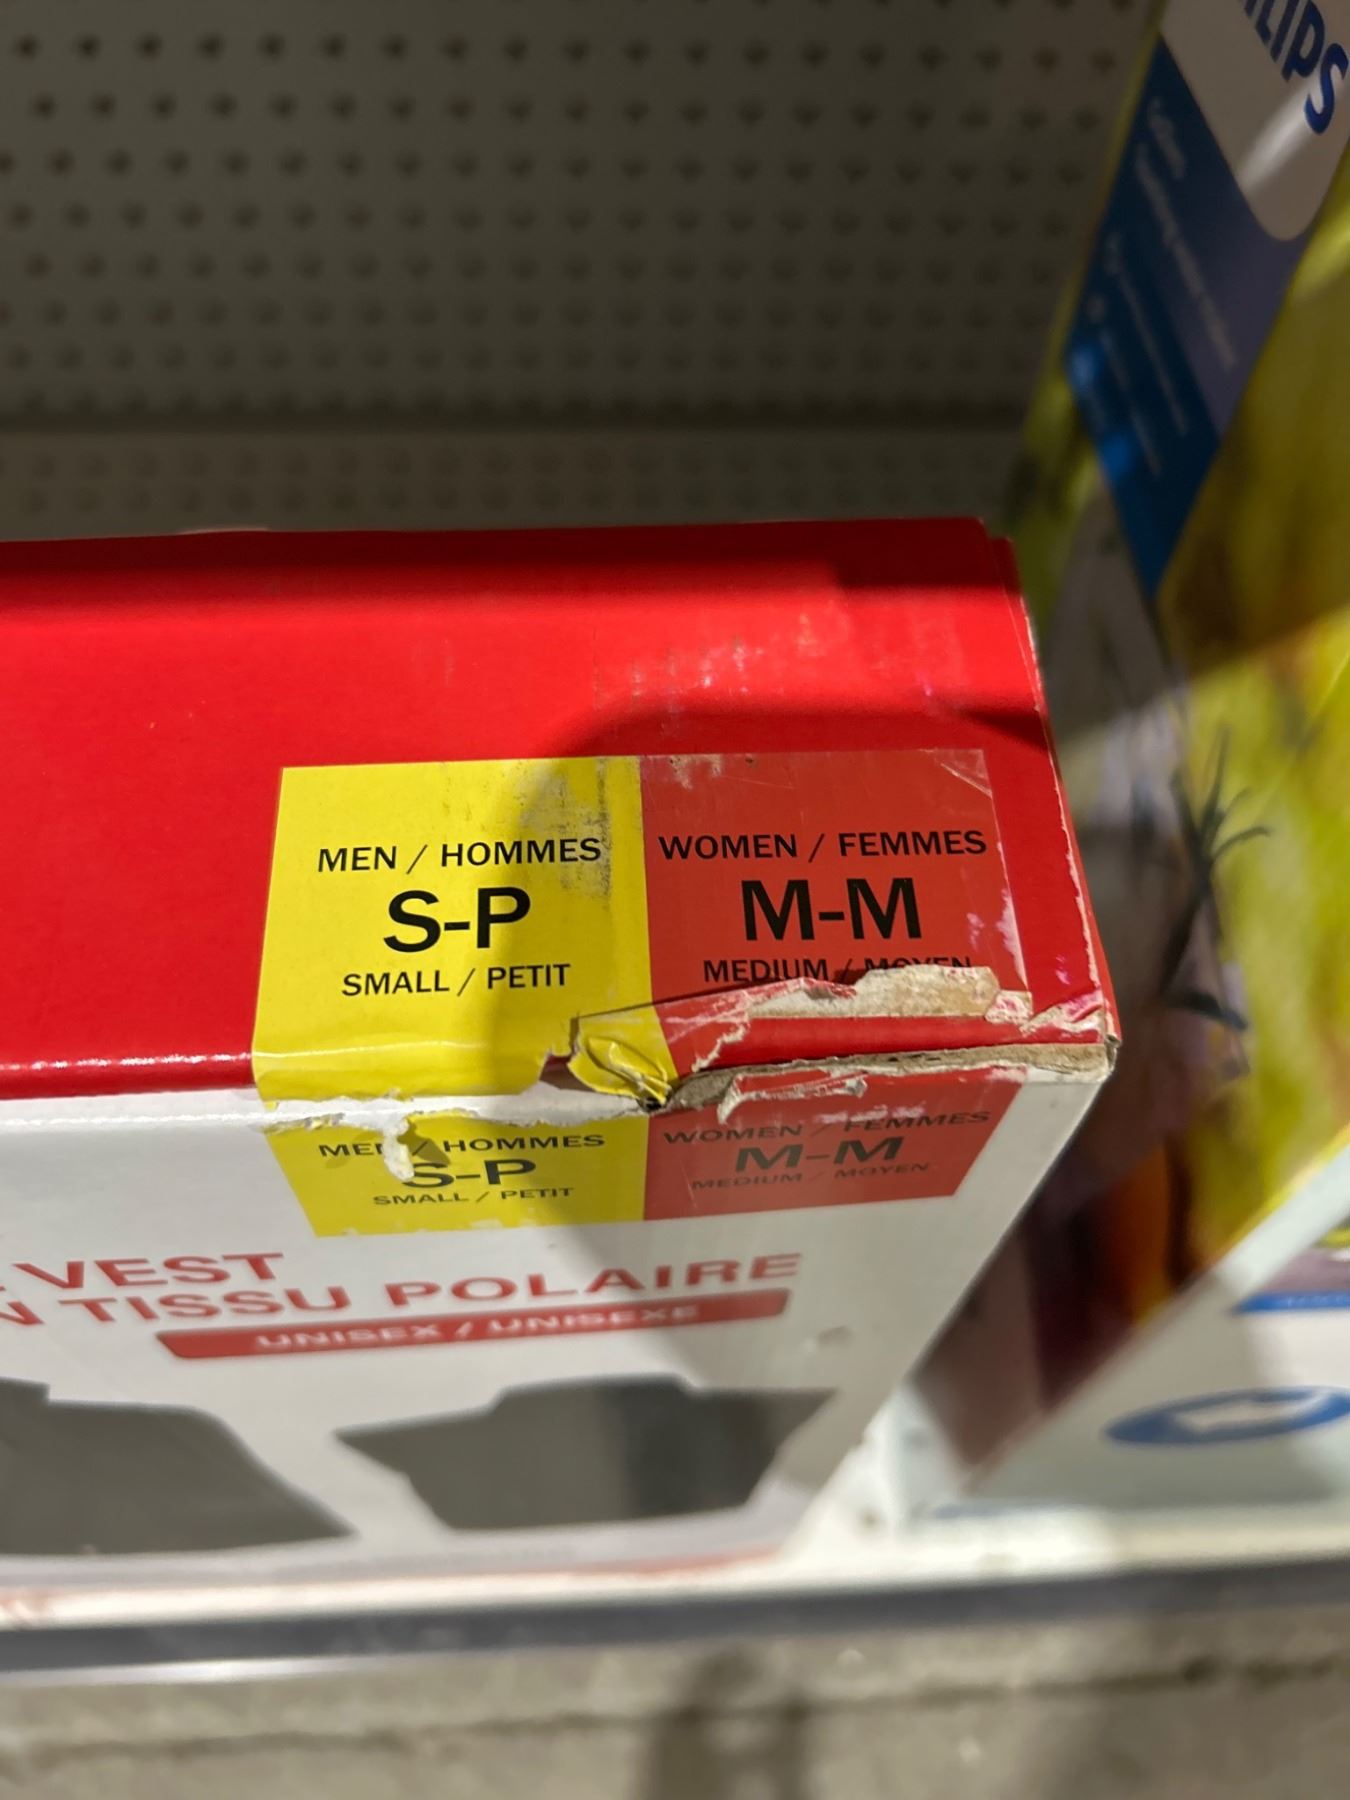 MEN / HOMMES
S-P
SMALL / PETIT
WOMEN / FEMMES
M-M
MEDIUM / MOYEN
MEN / HOMMES
S-P
SMALL / PETIT
WOMEN / FEMMES
M-M
MEDIUM / MOYEN
VEST
TISSU POLAIRE
UNISEX / UNISEXE